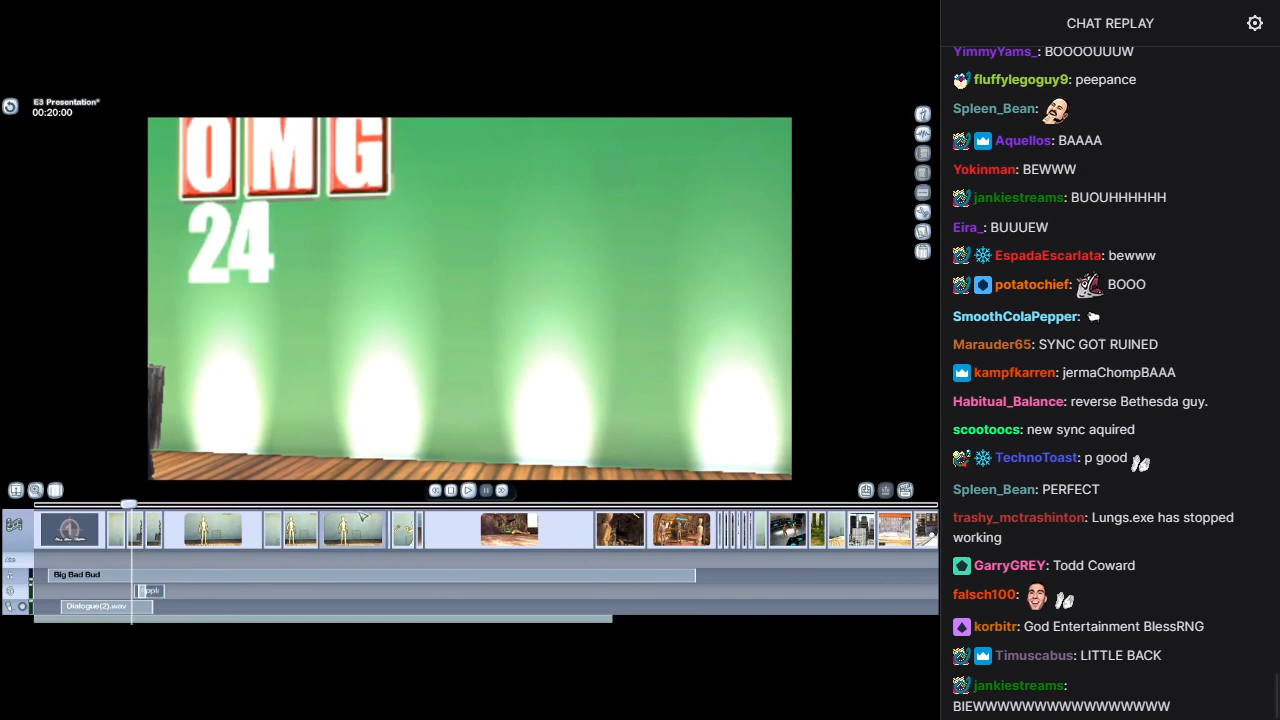 E3 Presentation*
00:20:00
OMG
24
Big Bad Bud
Appla
Dialogue(2).wav
CHAT REPLAY
YimmyYams_: BOOOOUUUW
fluffylegoguy9: peepance
Spleen_Bean:
Aquellos: BAAAA
Yokinman: BEWWW
jankiestreams: BUOUHHHHHH
Eira_: BUUUEW
EspadaEscarlata: bewww
potatochief: BOOO
SmoothColaPepper:
Marauder65: SYNC GOT RUINED
kampfkarren: jermaChompBAAA
Habitual_Balance: reverse Bethesda guy.
scootoocs: new sync aquired
TechnoToast: p good
Spleen_Bean: PERFECT
trashy_mctrashinton: Lungs.exe has stopped
working
GarryGREY: Todd Coward
falsch100:
korbitr: God Entertainment BlessRNG
Timuscabus: LITTLE BACK
jankiestreams:
BIEWWWWWWWWWWWWWWWW